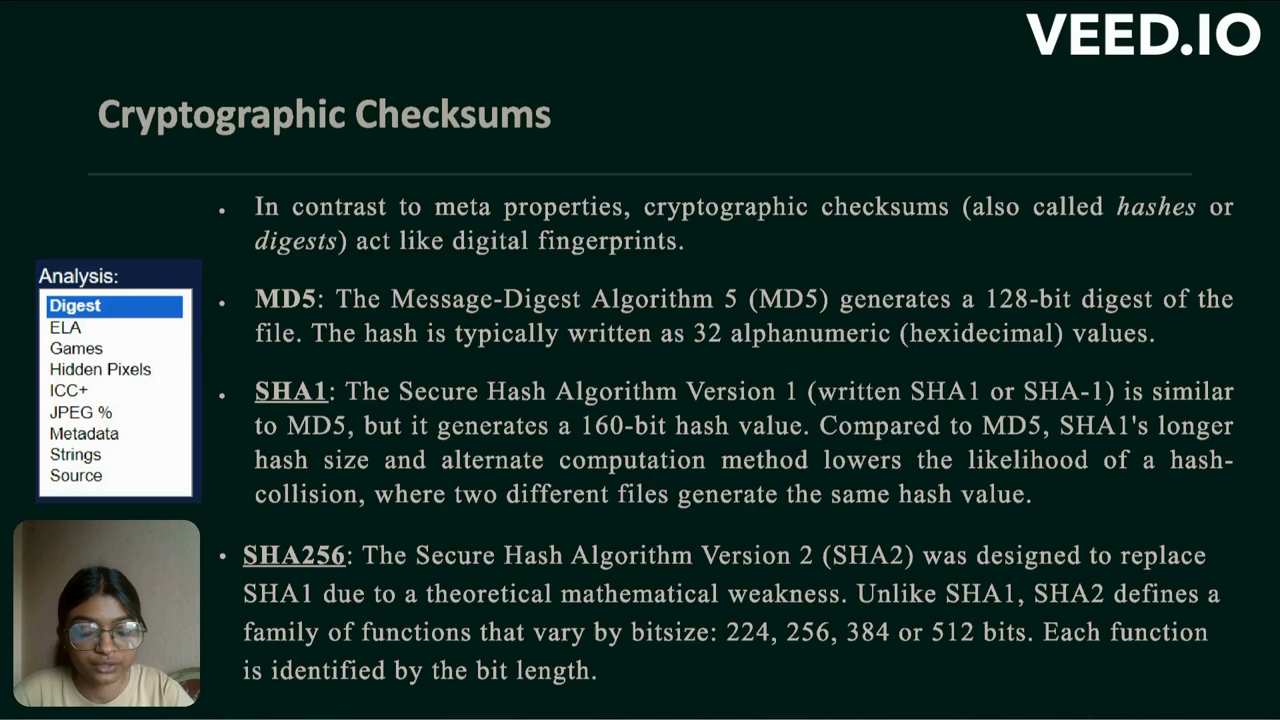 VEED.IO
Cryptographic Checksums
• In contrast to meta properties, cryptographic checksums (also called hashes or
digests) act like digital fingerprints.
Analysis:
Digest
ELA
Games
Hidden Pixels
ICC+
JPEG %
Metadata
Strings
Source
• MD5: The Message-Digest Algorithm 5 (MD5) generates a 128-bit digest of the
file. The hash is typically written as 32 alphanumeric (hexidecimal) values.
• SHA1: The Secure Hash Algorithm Version 1 (written SHA1 or SHA-1) is similar
to MD5, but it generates a 160-bit hash value. Compared to MD5, SHA1's longer
hash size and alternate computation method lowers the likelihood of a hash-
collision, where two different files generate the same hash value.
• SHA256: The Secure Hash Algorithm Version 2 (SHA2) was designed to replace
SHA1 due to a theoretical mathematical weakness. Unlike SHA1, SHA2 defines a
family of functions that vary by bitsize: 224, 256, 384 or 512 bits. Each function
is identified by the bit length.